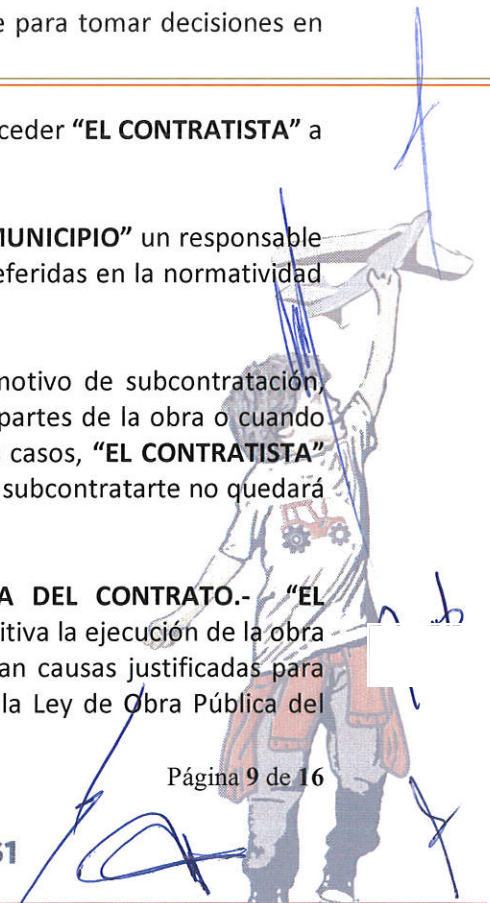 e para tomar decisiones en
ceder "EL CONTRATISTA" a
MUNICIPIO" un responsable
eferidas en la normatividad
motivo de subcontratación,
partes de la obra o cuando
s casos, "EL CONTRATISTA"
subcontratarte no quedará
A DEL CONTRATO.- "EL
itiva la ejecución de la obra
an causas justificadas para
la Ley de Obra Pública del
Página 9 de 16
61